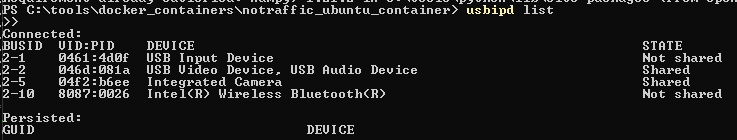 PS C:\tools\docker_containers\notraffic_ubuntu_container> usbipd list
>>
Connected:
BUSID VID:PID DEVICE STATE
2-1 0461:4d0f USB Input Device Not shared
2-2 046d:081a USB Video Device, USB Audio Device Shared
2-5 04f2:b6ee Integrated Camera Shared
2-10 8087:0026 Intel(R) Wireless Bluetooth(R) Not shared
Persisted:
GUID DEVICE